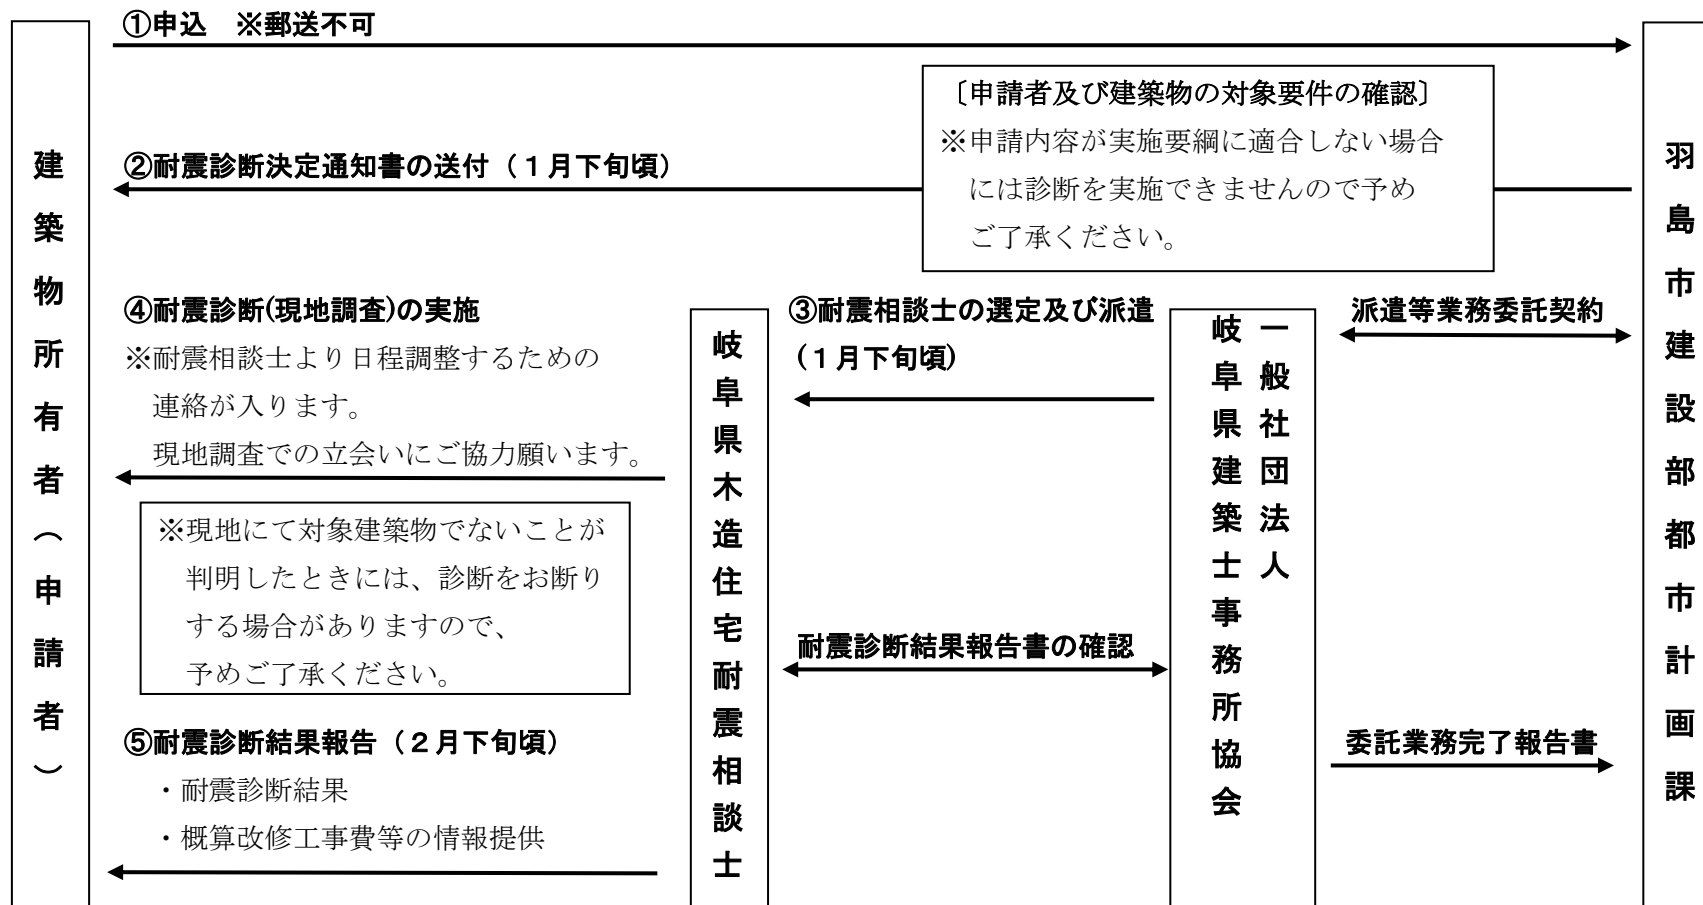 ①申込　※郵送不可
〔申請者及び建築物の対象要件の確認〕
※申請内容が実施要綱に適合しない場合
には診断を実施できませんので予め
ご了承ください。
②耐震診断決定通知書の送付（１月下旬頃）
建築物所有者（申請者）
④耐震診断(現地調査)の実施
※耐震相談士より日程調整するための
連絡が入ります。
現地調査での立会いにご協力願います。
※現地にて対象建築物でないことが
判明したときには、診断をお断り
する場合がありますので、
予めご了承ください。
⑤耐震診断結果報告（２月下旬頃）
・耐震診断結果
・概算改修工事費等の情報提供
岐阜県木造住宅耐震相談士
③耐震相談士の選定及び派遣
（１月下旬頃）
耐震診断結果報告書の確認
一般社団法人
岐阜県建築士事務所協会
派遣等業務委託契約
委託業務完了報告書
羽島市建設部都市計画課